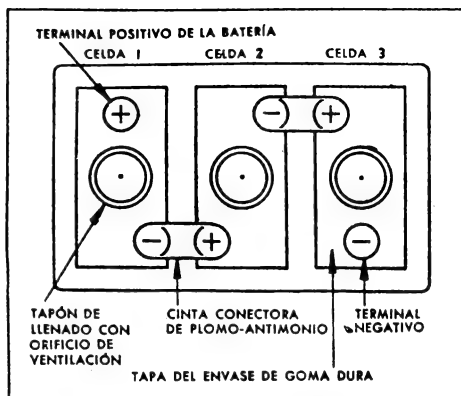 TERMINAL POSITIVO DE LA BATERÍA
CELDA 1 CELDA 2 CELDA 3
+ - +
- + -
TAPÓN DE
LLENADO CON
ORIFICIO DE
VENTILACIÓN
CINTA CONECTORA
DE PLOMO-ANTIMONIO
TERMINAL
NEGATIVO
TAPA DEL ENVASE DE GOMA DURA